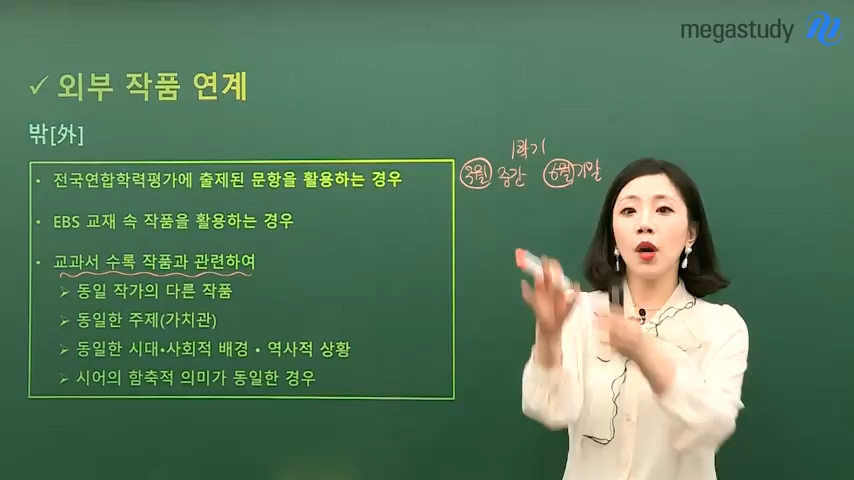 megastudy
✓ 외부 작품 연계
밖[外]
• 전국연합학력평가에 출제된 문항을 활용하는 경우
• EBS 교재 속 작품을 활용하는 경우
• 교과서 수록 작품과 관련하여
➢ 동일 작가의 다른 작품
➢ 동일한 주제(가치관)
➢ 동일한 시대•사회적 배경 • 역사적 상황
➢ 시어의 함축적 의미가 동일한 경우
1학기
3월 중간 6월 기말